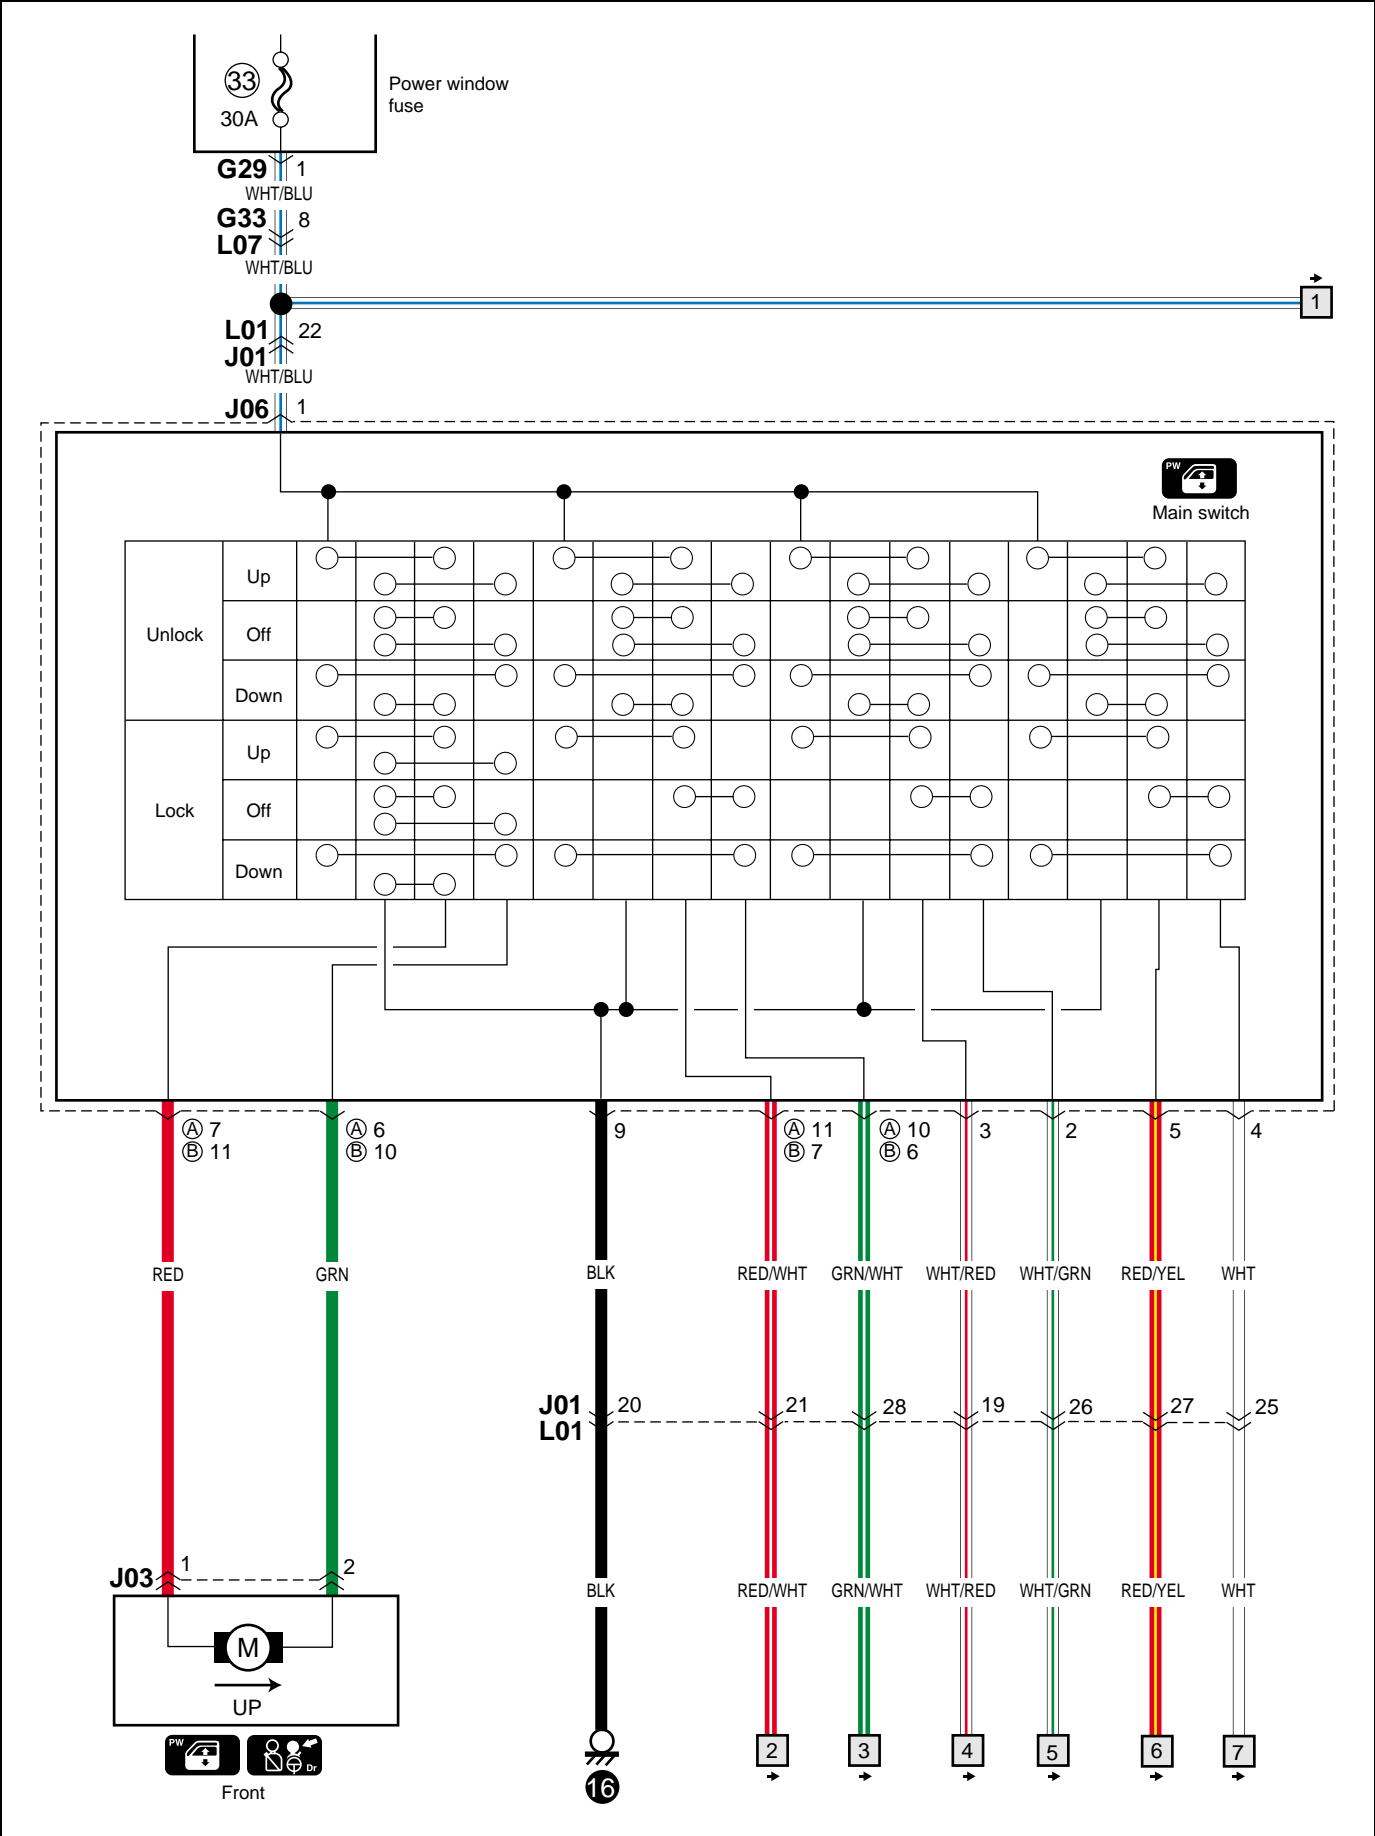 33
30A
Power window
fuse
G29 1
WHT/BLU
G33 8
L07
WHT/BLU
1
L01 22
J01
WHT/BLU
J06 1
PW
Main switch
Unlock
Up
Off
Down
Lock
Up
Off
Down
A 7
B 11
A 6
B 10
9
A 11
B 7
A 10
B 6
3
2
5
4
RED
GRN
BLK
RED/WHT
GRN/WHT
WHT/RED
WHT/GRN
RED/YEL
WHT
J01
L01
20
21
28
19
26
27
25
J03
1
2
BLK
RED/WHT
GRN/WHT
WHT/RED
WHT/GRN
RED/YEL
WHT
M
UP
PW
Dr
Front
16
2
3
4
5
6
7